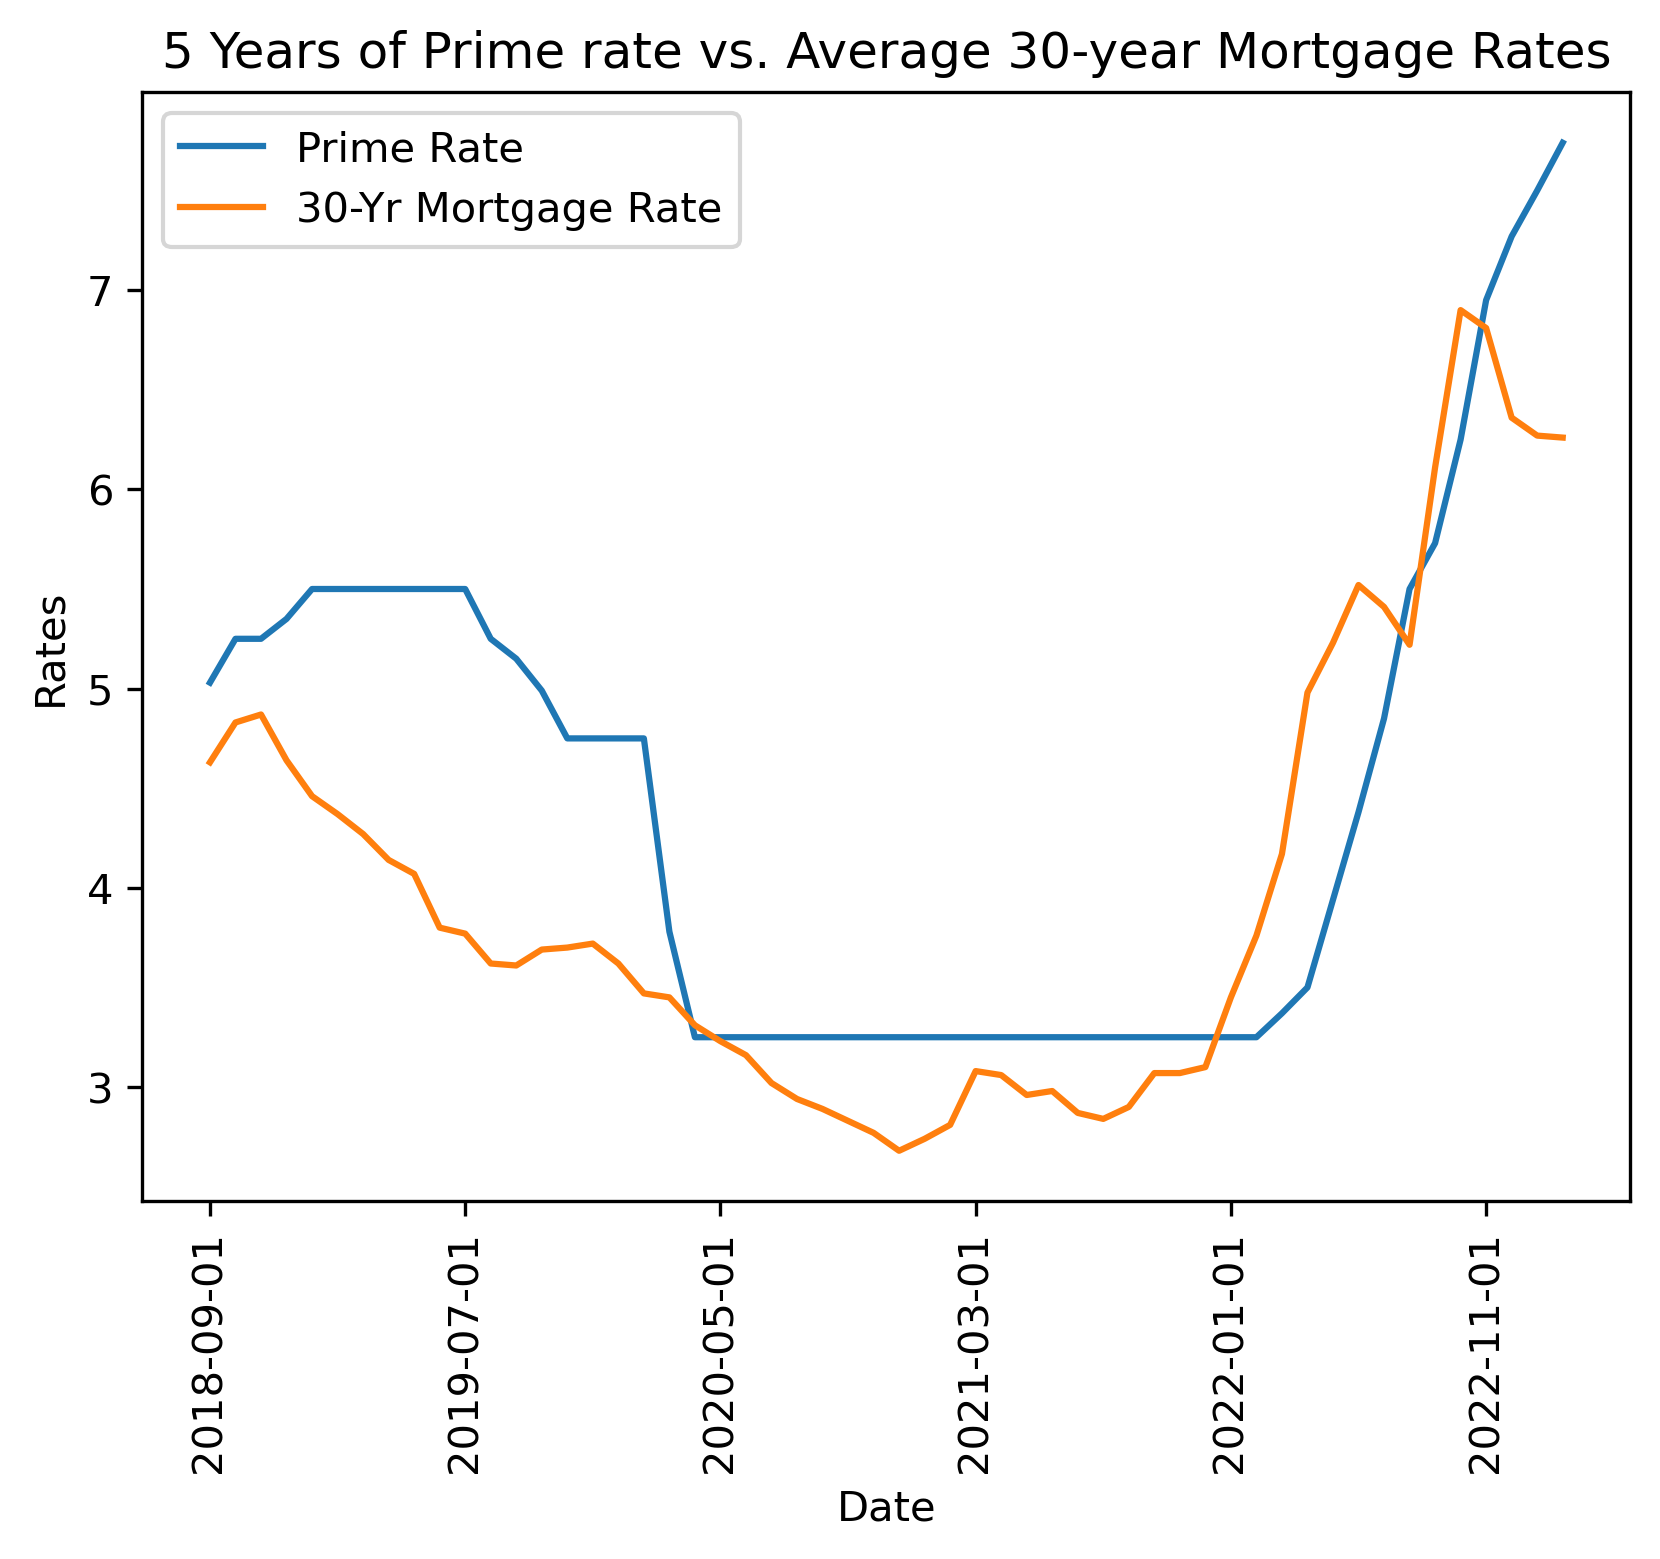 5 Years of Prime rate vs. Average 30-year Mortgage Rates
Prime Rate
30-Yr Mortgage Rate
7
6
5
4
3
Rates
2018-09-01
2019-07-01
2020-05-01
2021-03-01
2022-01-01
2022-11-01
Date